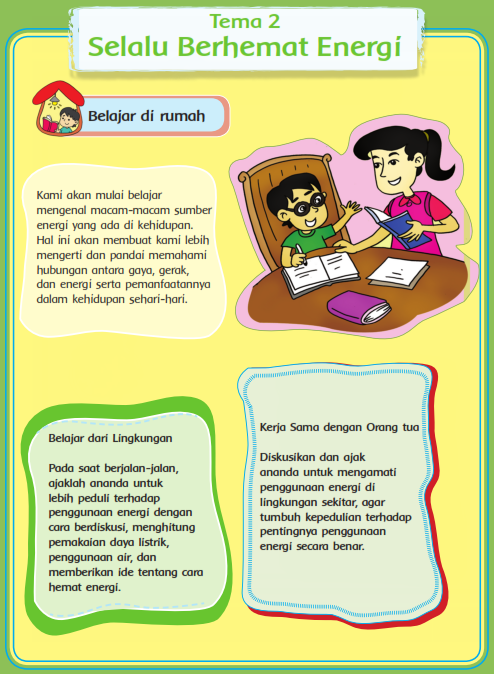 Tema 2
Selalu Berhemat Energi
Belajar di rumah
Kami akan mulai belajar
mengenal macam-macam sumber
energi yang ada di kehidupan.
Hal ini akan membuat kami lebih
mengerti dan pandai memahami
hubungan antara gaya, gerak,
dan energi serta pemanfaatannya
dalam kehidupan sehari-hari.
Belajar dari Lingkungan
Pada saat berjalan-jalan,
ajaklah ananda untuk
lebih peduli terhadap
penggunaan energi dengan
cara berdiskusi, menghitung
pemakaian daya listrik,
penggunaan air, dan
memberikan ide tentang cara
hemat energi.
Kerja Sama dengan Orang tua
Diskusikan dan ajak
ananda untuk mengamati
penggunaan energi di
lingkungan sekitar, agar
tumbuh kepedulian terhadap
pentingnya penggunaan
energi secara benar.